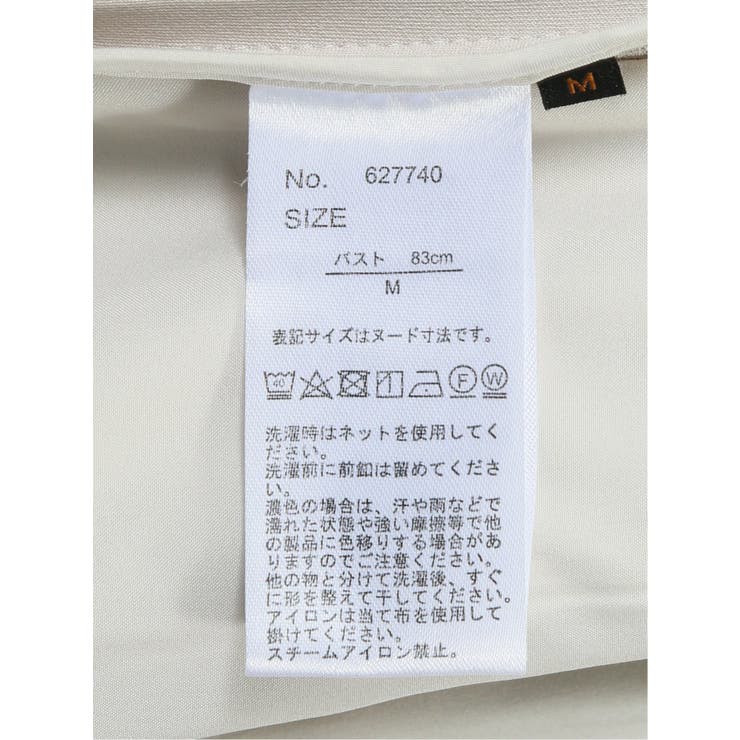 M
No. 627740
SIZE
バスト 83cm
M
表記サイズはヌード寸法です。
40 F W
洗濯時はネットを使用してく
ださい。
洗濯前に前釦は留めてくださ
い。
濃色の場合は、汗や雨などで
濡れた状態や強い摩擦等で他
の製品に色移りする場合があ
りますのでご注意ください。
他の物と分けて洗濯後、すぐ
に形を整えて干してください。
アイロンは当て布を使用して
掛けてください。
スチームアイロン禁止。